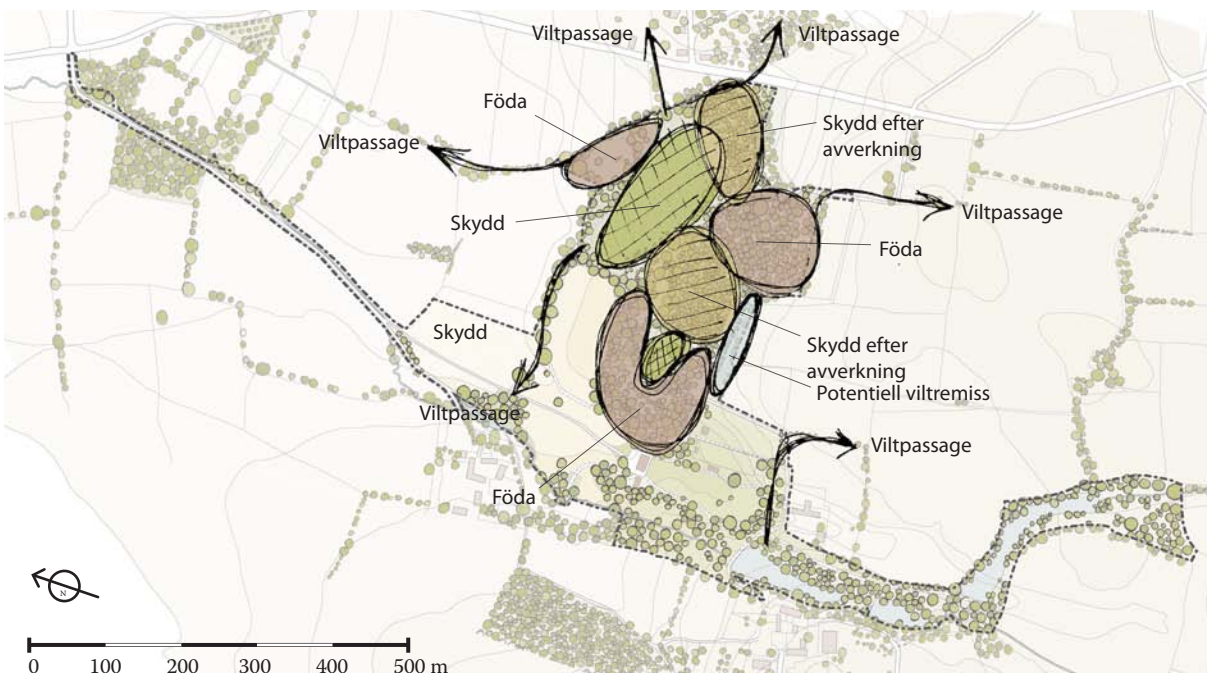 Viltpassage
Viltpassage
Föda
Skydd efter
avverkning
Viltpassage
Skydd
Viltpassage
Föda
Skydd
Skydd efter
avverkning
Potentiell viltremiss
Viltpassage
Viltpassage
Föda
N
0 100 200 300 400 500 m